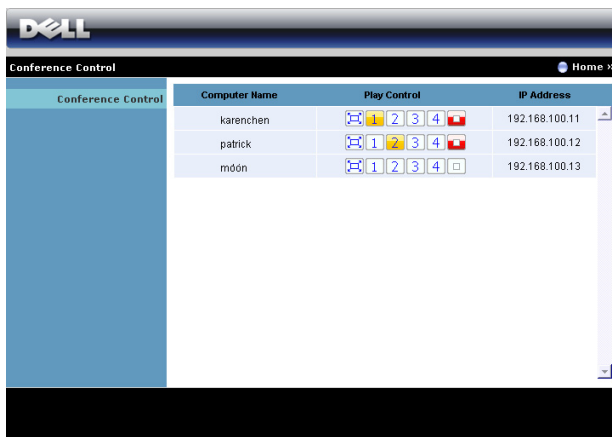 DELL
Conference Control
Home »
Conference Control
Computer Name Play Control IP Address
karenchen 1 2 3 4 192.168.100.11
patrick 1 2 3 4 192.168.100.12
móón 1 2 3 4 192.168.100.13